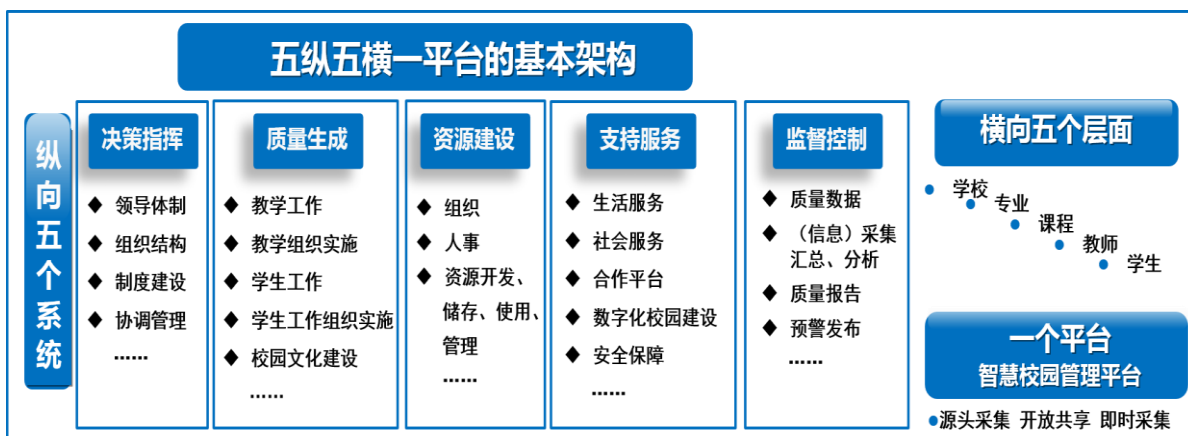 五纵五横一平台的基本架构
纵向五个系统
决策指挥
◆ 领导体制
◆ 组织结构
◆ 制度建设
◆ 协调管理
……
质量生成
◆ 教学工作
◆ 教学组织实施
◆ 学生工作
◆ 学生工作组织实施
◆ 校园文化建设
……
资源建设
◆ 组织
◆ 人事
◆ 资源开发、
储存、使用、
管理
……
支持服务
◆ 生活服务
◆ 社会服务
◆ 合作平台
◆ 数字化校园建设
◆ 安全保障
……
监督控制
◆ 质量数据
◆ （信息）采集
汇总、分析
◆ 质量报告
◆ 预警发布
……
横向五个层面
● 学校
● 专业
● 课程
● 教师
● 学生
一个平台
智慧校园管理平台
●源头采集 开放共享 即时采集